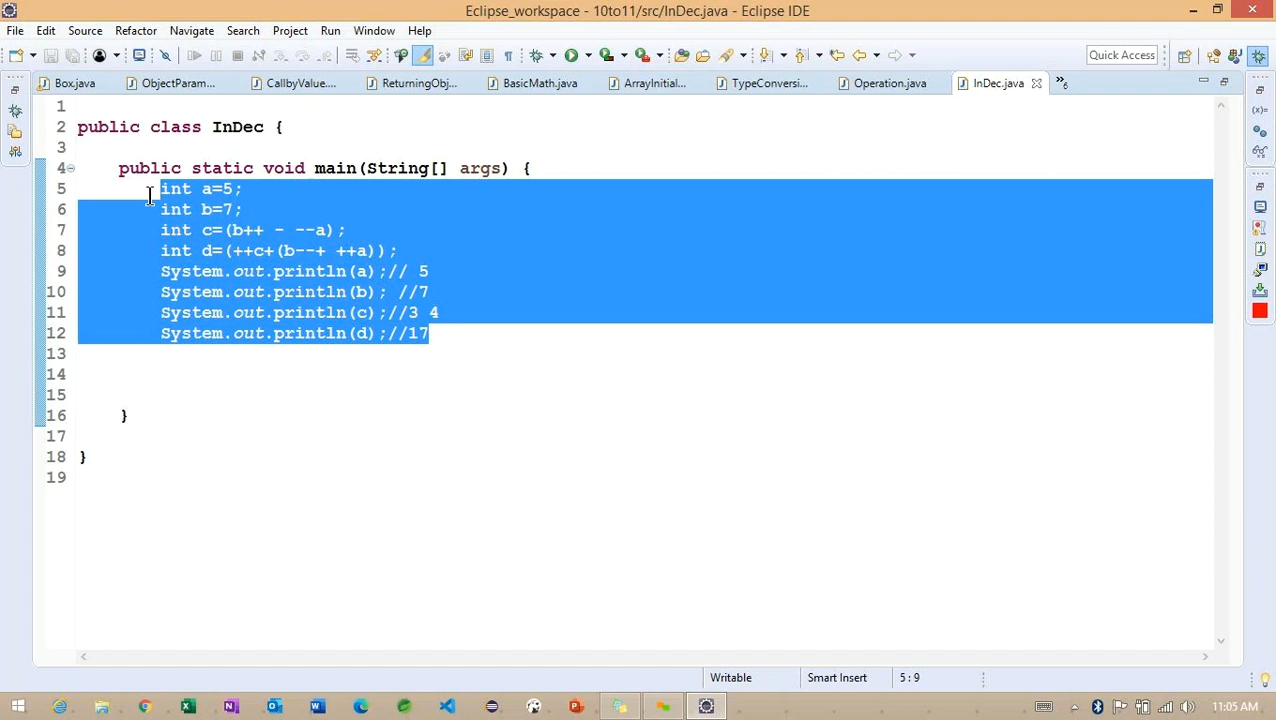 Eclipse_workspace - 10to11/src/InDec.java - Eclipse IDE
File Edit Source Refactor Navigate Search Project Run Window Help
Quick Access
Box.java ObjectParam... CallbyValue.... ReturningObj... BasicMath.java ArrayInitial... TypeConversi... Operation.java InDec.java »6
1
2 public class InDec {
3
4 public static void main(String[] args) {
5 int a=5;
6 int b=7;
7 int c=(b++ - --a);
8 int d=(++c+(b--+ ++a));
9 System.out.println(a);// 5
10 System.out.println(b); //7
11 System.out.println(c);//3 4
12 System.out.println(d);//17
13
14
15
16 }
17
18 }
19
Writable Smart Insert 5 : 9
11:05 AM